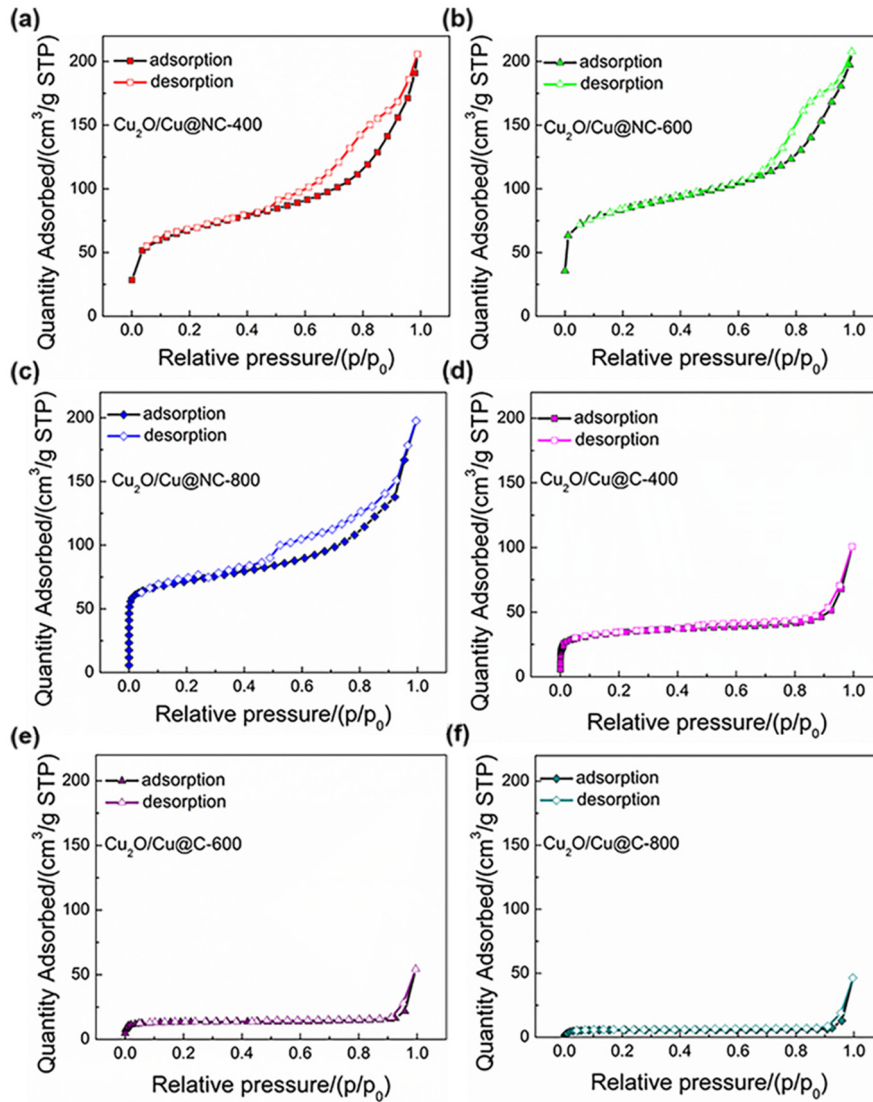 (a)
200
150
100
50
0
Quantity Adsorbed/(cm³/g STP)
adsorption
desorption
Cu₂O/Cu@NC-400
0.0 0.2 0.4 0.6 0.8 1.0
Relative pressure/(p/p₀)
(b)
200
150
100
50
0
Quantity Adsorbed/(cm³/g STP)
adsorption
desorption
Cu₂O/Cu@NC-600
0.0 0.2 0.4 0.6 0.8 1.0
Relative pressure/(p/p₀)
(c)
200
150
100
50
0
Quantity Adsorbed/(cm³/g STP)
adsorption
desorption
Cu₂O/Cu@NC-800
0.0 0.2 0.4 0.6 0.8 1.0
Relative pressure/(p/p₀)
(d)
200
150
100
50
0
Quantity Adsorbed/(cm³/g STP)
adsorption
desorption
Cu₂O/Cu@C-400
0.0 0.2 0.4 0.6 0.8 1.0
Relative pressure/(p/p₀)
(e)
200
150
100
50
0
Quantity Adsorbed/(cm³/g STP)
adsorption
desorption
Cu₂O/Cu@C-600
0.0 0.2 0.4 0.6 0.8 1.0
Relative pressure/(p/p₀)
(f)
200
150
100
50
0
Quantity Adsorbed/(cm³/g STP)
adsorption
desorption
Cu₂O/Cu@C-800
0.0 0.2 0.4 0.6 0.8 1.0
Relative pressure/(p/p₀)